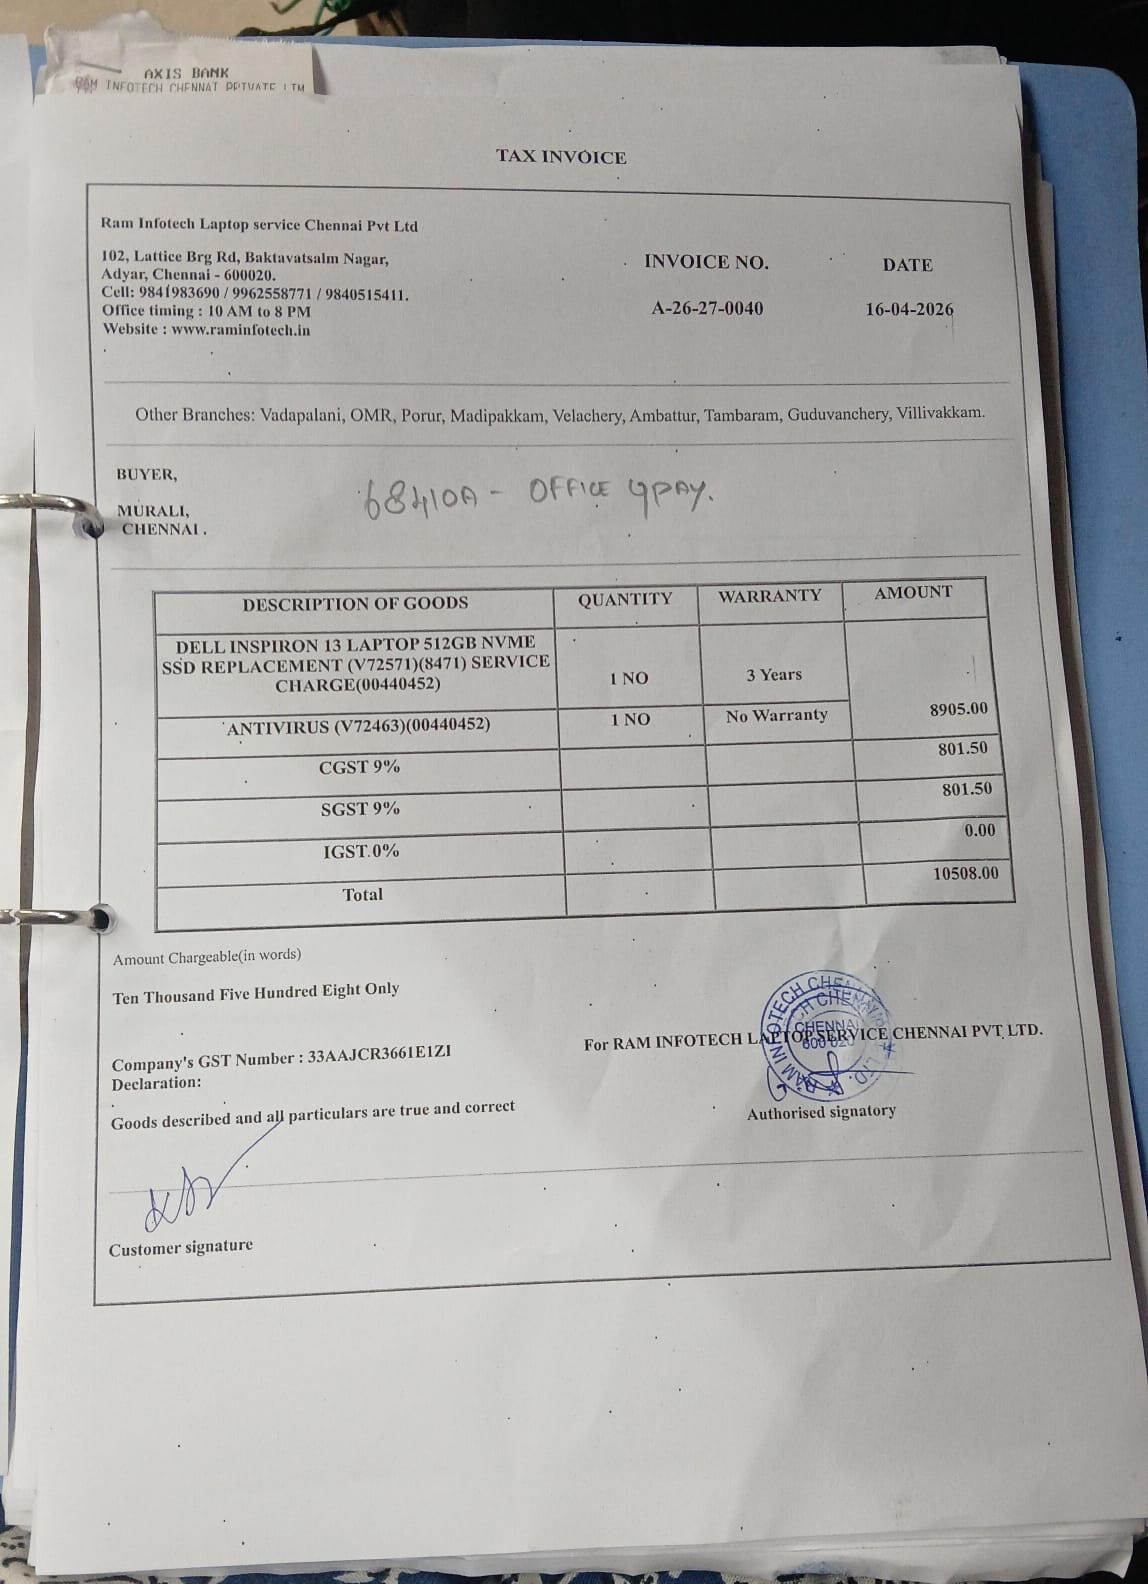 AXIS BANK
RAM INFOTECH CHENNAI PRIVATE LIM
TAX INVOICE
Ram Infotech Laptop service Chennai Pvt Ltd
102, Lattice Brg Rd, Baktavatsalm Nagar,
Adyar, Chennai - 600020.
Cell: 9841983690 / 9962558771 / 9840515411.
Office timing : 10 AM to 8 PM
Website : www.raminfotech.in
INVOICE NO. DATE
A-26-27-0040 16-04-2026
Other Branches: Vadapalani, OMR, Porur, Madipakkam, Velachery, Ambattur, Tambaram, Guduvanchery, Villivakkam.
BUYER,
MURALI,
CHENNAI .
68410A - OFFICE GPAY.
DESCRIPTION OF GOODS QUANTITY WARRANTY AMOUNT
DELL INSPIRON 13 LAPTOP 512GB NVME
SSD REPLACEMENT (V72571)(8471) SERVICE
CHARGE(00440452) 1 NO 3 Years
ANTIVIRUS (V72463)(00440452) 1 NO No Warranty 8905.00
CGST 9% 801.50
SGST 9% 801.50
IGST 0% 0.00
Total 10508.00
Amount Chargeable(in words)
Ten Thousand Five Hundred Eight Only
Company's GST Number : 33AAJCR3661E1ZI
Declaration:
Goods described and all particulars are true and correct
For RAM INFOTECH LAPTOP SERVICE CHENNAI PVT LTD.
CHENNAI
600 020
Authorised signatory
Customer signature